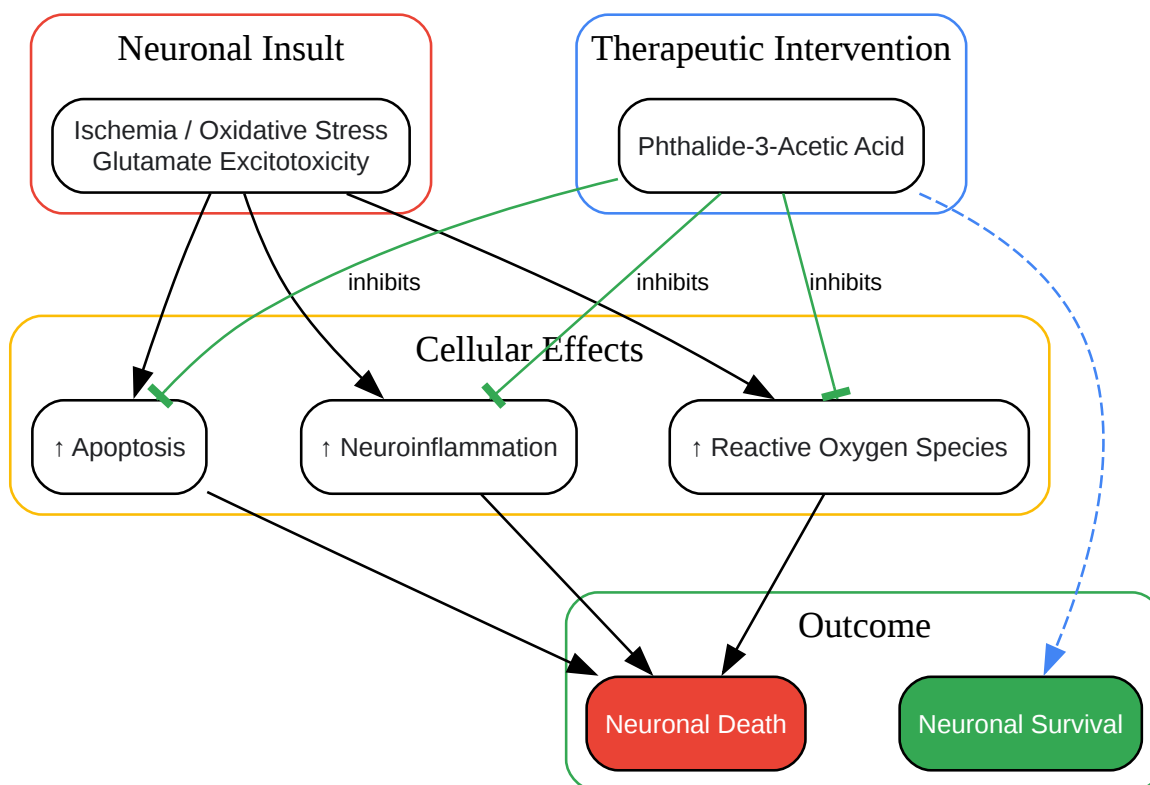 Neuronal Insult
Therapeutic Intervention
Ischemia / Oxidative Stress
Glutamate Excitotoxicity
Phthalide-3-Acetic Acid
inhibits
inhibits
inhibits
Cellular Effects
↑ Apoptosis
↑ Neuroinflammation
↑ Reactive Oxygen Species
Outcome
Neuronal Death
Neuronal Survival